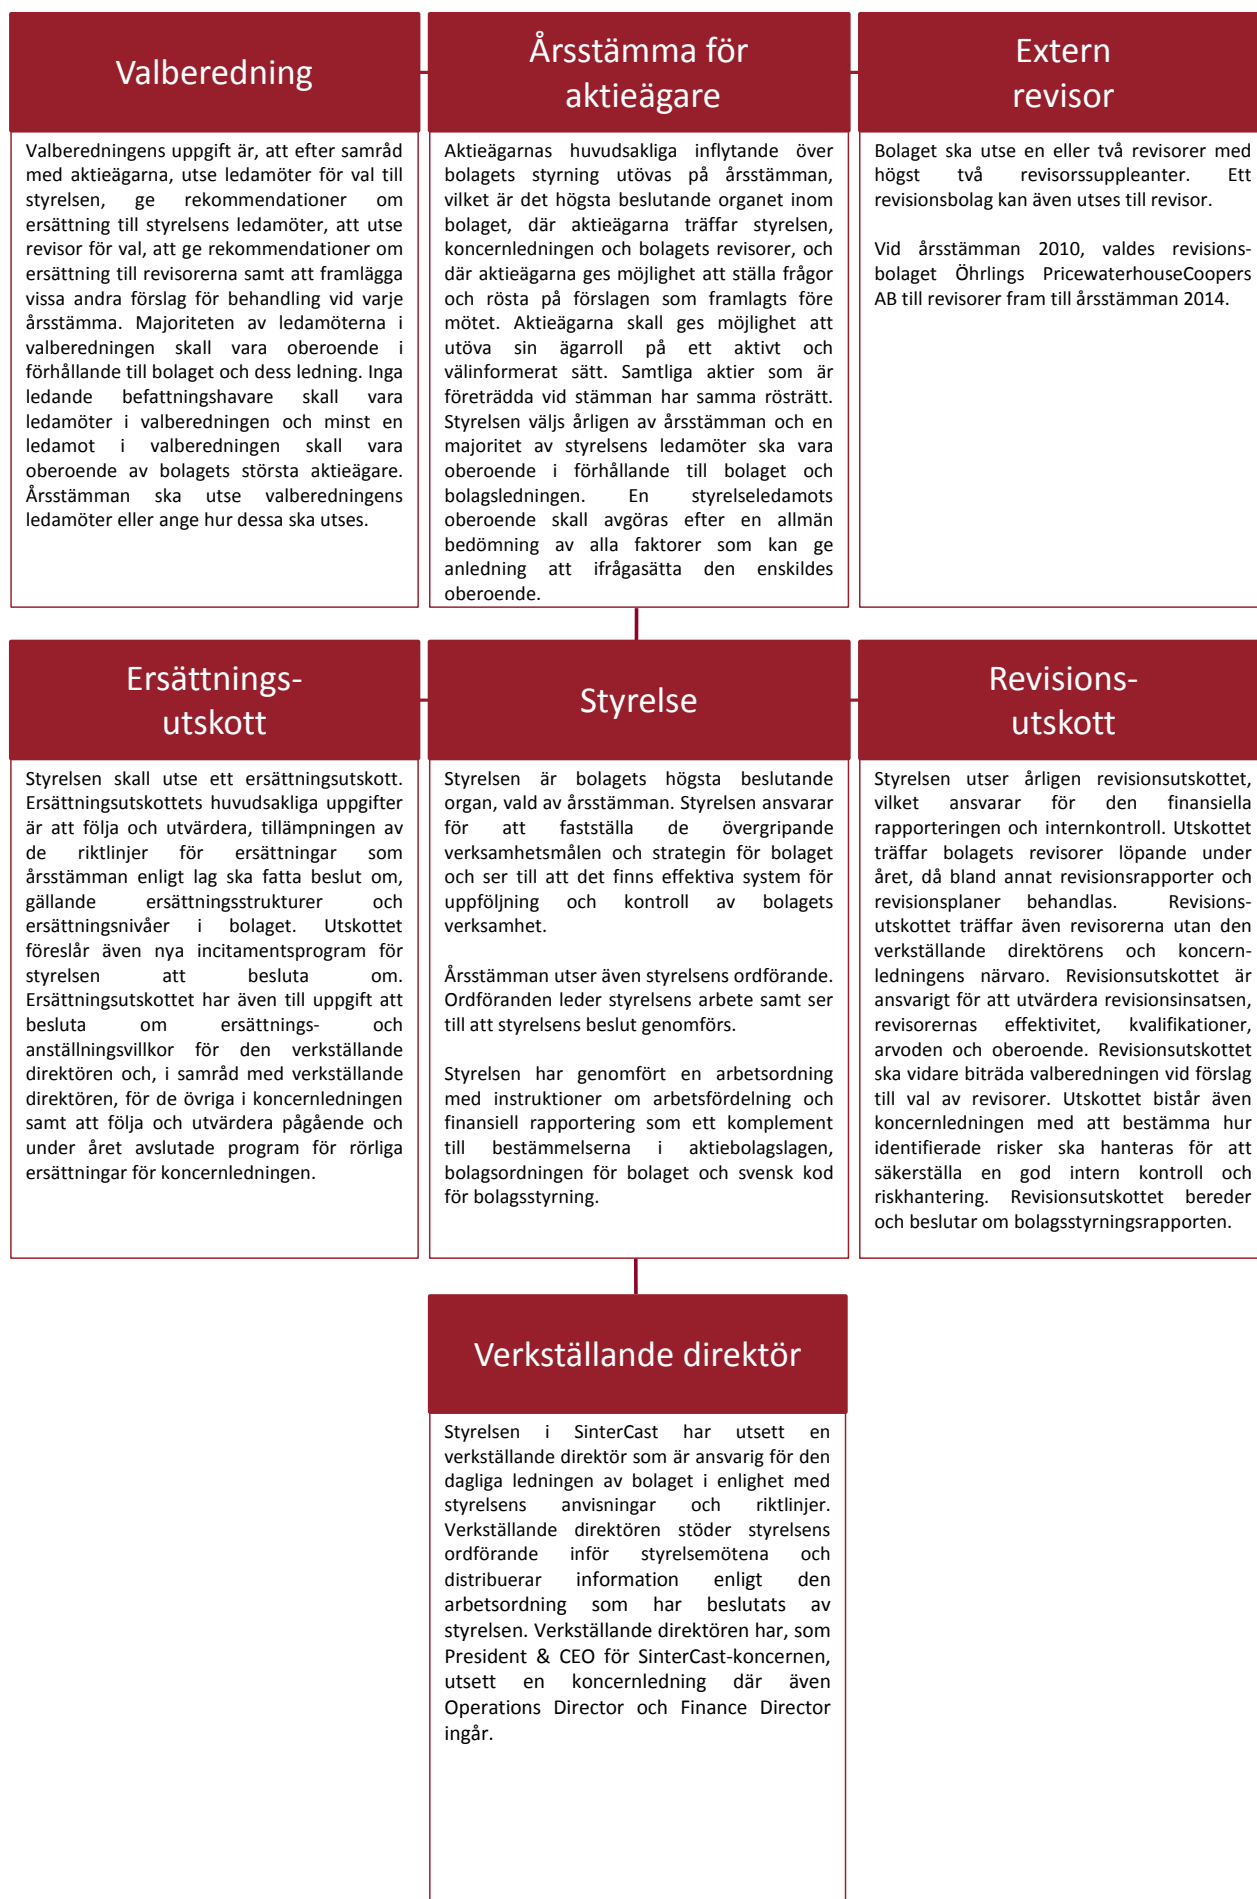 Valberedning
Valberedningens uppgift är, att efter samråd
med aktieägarna, utse ledamöter för val till
styrelsen, ge rekommendationer om
ersättning till styrelsens ledamöter, att utse
revisor för val, att ge rekommendationer om
ersättning till revisorerna samt att framlägga
vissa andra förslag för behandling vid varje
årsstämma. Majoriteten av ledamöterna i
valberedningen skall vara oberoende i
förhållande till bolaget och dess ledning. Inga
ledande befattningshavare skall vara
ledamöter i valberedningen och minst en
ledamot i valberedningen skall vara
oberoende av bolagets största aktieägare.
Årsstämman ska utse valberedningens
ledamöter eller ange hur dessa ska utses.
Årsstämma för
aktieägare
Aktieägarnas huvudsakliga inflytande över
bolagets styrning utövas på årsstämman,
vilket är det högsta beslutande organet inom
bolaget, där aktieägarna träffar styrelsen,
koncernledningen och bolagets revisorer, och
där aktieägarna ges möjlighet att ställa frågor
och rösta på förslagen som framlagts före
mötet. Aktieägarna skall ges möjlighet att
utöva sin ägarroll på ett aktivt och
välinformerat sätt. Samtliga aktier som är
företrädda vid stämman har samma rösträtt.
Styrelsen väljs årligen av årsstämman och en
majoritet av styrelsens ledamöter ska vara
oberoende i förhållande till bolaget och
bolagsledningen. En styrelseledamots
oberoende skall avgöras efter en allmän
bedömning av alla faktorer som kan ge
anledning att ifrågasätta den enskildes
oberoende.
Extern
revisor
Bolaget ska utse en eller två revisorer med
högst två revisorssuppleanter. Ett
revisionsbolag kan även utses till revisor.
Vid årsstämman 2010, valdes revisions-
bolaget Öhrlings PricewaterhouseCoopers
AB till revisorer fram till årsstämman 2014.
Ersättnings-
utskott
Styrelsen skall utse ett ersättningsutskott.
Ersättningsutskottets huvudsakliga uppgifter
är att följa och utvärdera, tillämpningen av
de riktlinjer för ersättningar som
årsstämman enligt lag ska fatta beslut om,
gällande ersättningsstrukturer och
ersättningsnivåer i bolaget. Utskottet
föreslår även nya incitamentsprogram för
styrelsen att besluta om.
Ersättningsutskottet har även till uppgift att
besluta om ersättnings- och
anställningsvillkor för den verkställande
direktören och, i samråd med verkställande
direktören, för de övriga i koncernledningen
samt att följa och utvärdera pågående och
under året avslutade program för rörliga
ersättningar för koncernledningen.
Styrelse
Styrelsen är bolagets högsta beslutande
organ, vald av årsstämman. Styrelsen ansvarar
för att fastställa de övergripande
verksamhetsmålen och strategin för bolaget
och ser till att det finns effektiva system för
uppföljning och kontroll av bolagets
verksamhet.
Årsstämman utser även styrelsens ordförande.
Ordföranden leder styrelsens arbete samt ser
till att styrelsens beslut genomförs.
Styrelsen har genomfört en arbetsordning
med instruktioner om arbetsfördelning och
finansiell rapportering som ett komplement
till bestämmelserna i aktiebolagslagen,
bolagsordningen för bolaget och svensk kod
för bolagsstyrning.
Revisions-
utskott
Styrelsen utser årligen revisionsutskottet,
vilket ansvarar för den finansiella
rapporteringen och internkontroll. Utskottet
träffar bolagets revisorer löpande under
året, då bland annat revisionsrapporter och
revisionsplaner behandlas. Revisions-
utskottet träffar även revisorerna utan den
verkställande direktörens och koncern-
ledningens närvaro. Revisionsutskottet är
ansvarigt för att utvärdera revisionsinsatsen,
revisorernas effektivitet, kvalifikationer,
arvoden och oberoende. Revisionsutskottet
ska vidare biträda valberedningen vid förslag
till val av revisorer. Utskottet bistår även
koncernledningen med att bestämma hur
identifierade risker ska hanteras för att
säkerställa en god intern kontroll och
riskhantering. Revisionsutskottet bereder
och beslutar om bolagsstyrningsrapporten.
Verkställande direktör
Styrelsen i SinterCast har utsett en
verkställande direktör som är ansvarig för den
dagliga ledningen av bolaget i enlighet med
styrelsens anvisningar och riktlinjer.
Verkställande direktören stöder styrelsens
ordförande inför styrelsemötena och
distribuerar information enligt den
arbetsordning som har beslutats av
styrelsen. Verkställande direktören har, som
President & CEO för SinterCast-koncernen,
utsett en koncernledning där även
Operations Director och Finance Director
ingår.